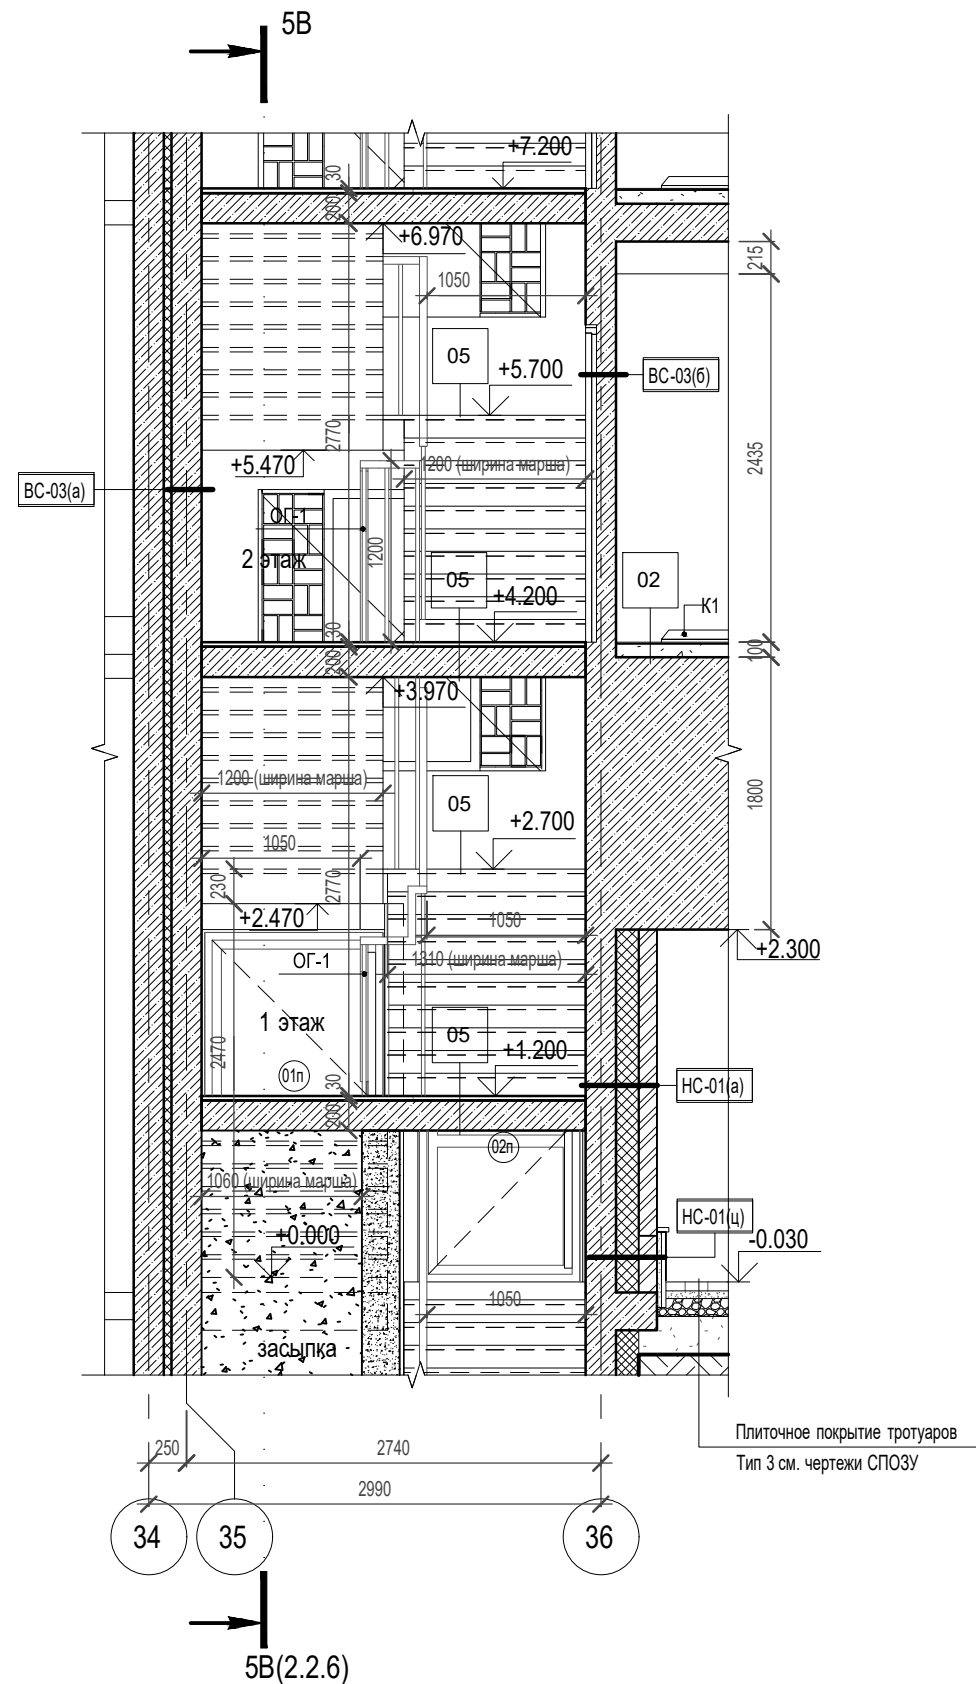 5В
+7.200
30
200
+6.970
215
1050
05
+5.700
ВС-03(б)
2770
2435
+5.470
1200 (ширина марша)
ВС-03(а)
ОГ-1
1200
2 этаж
05
02
+4.200
К1
30
100
200
+3.970
1200 (ширина марша)
05
1800
+2.700
1050
230
2770
+2.470
1050
+2.300
ОГ-1
1310 (ширина марша)
1 этаж
05
2470
+1.200
01п
30
НС-01(а)
200
02п
1060 (ширина марша)
НС-01(ц)
+0.000
-0.030
1050
засыпка
Плиточное покрытие тротуаров
Тип 3 см. чертежи СПОЗУ
250
2740
2990
34
35
36
5В(2.2.6)